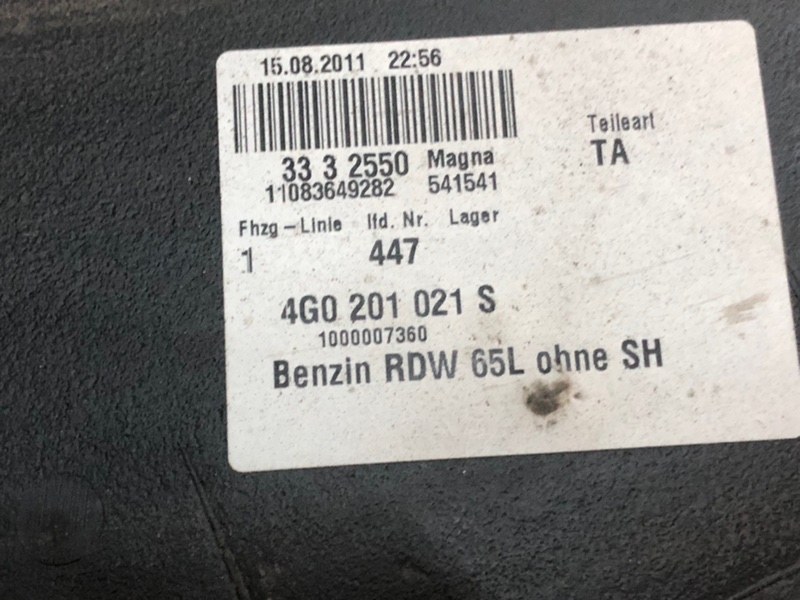 15.08.2011 22:56
Teileart
TA
33 3 2550 Magna
11083649282 541541
Fhzg-Linie lfd. Nr. Lager
1 447
4G0 201 021 S
1000007360
Benzin RDW 65L ohne SH